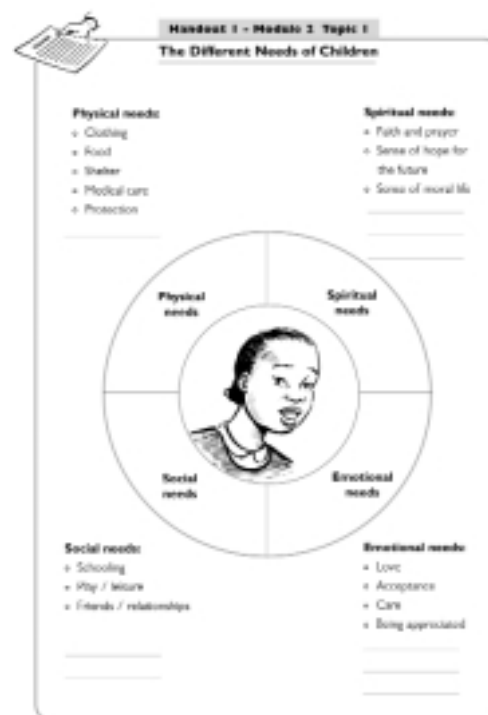 Handout 1 - Module 2 Topic 1
The Different Needs of Children
Physical needs:
Clothing
Food
Shelter
Medical care
Protection
Spiritual needs:
Faith and prayer
Sense of hope for
the future
Sense of moral life
Physical
needs
Spiritual
needs
Social
needs
Emotional
needs
Social needs:
Schooling
Play / leisure
Friends / relationships
Emotional needs:
Love
Acceptance
Care
Being appreciated